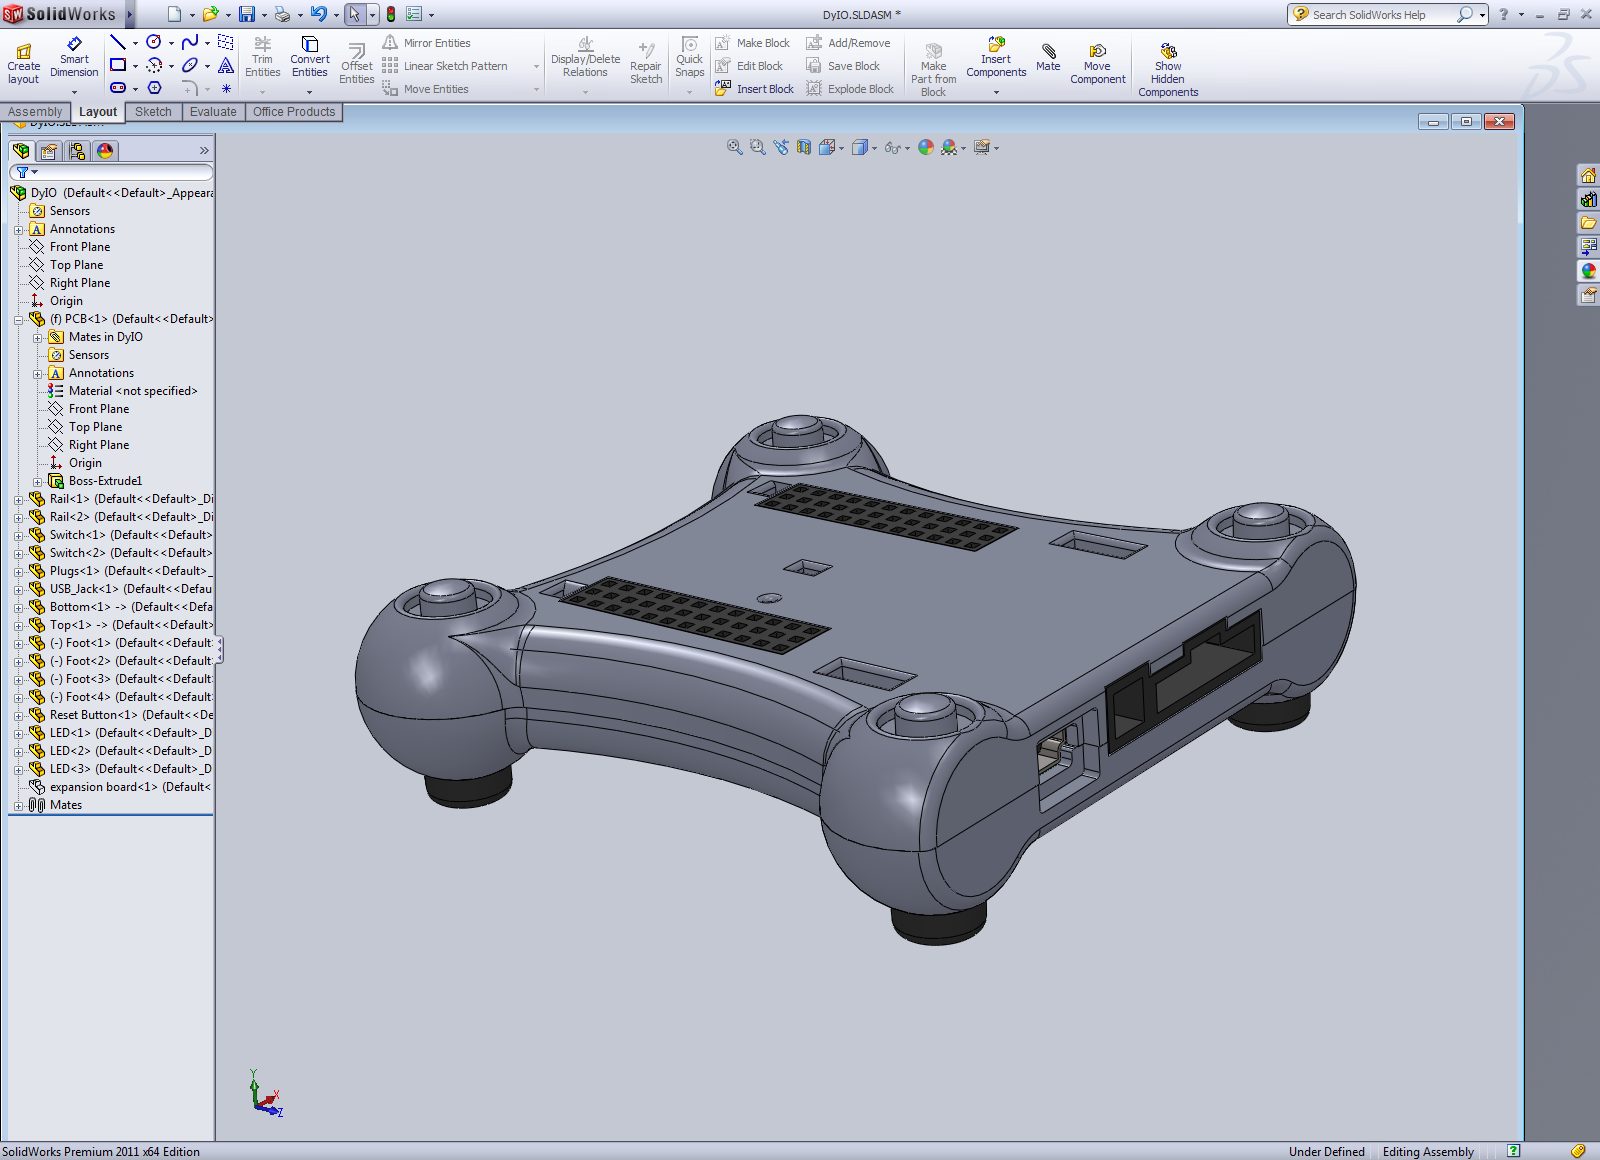 SW SolidWorks
DyIO.SLDASM *
Search SolidWorks Help
Create layout
Smart Dimension
Trim Entities
Convert Entities
Offset Entities
Mirror Entities
Linear Sketch Pattern
Move Entities
Display/Delete Relations
Repair Sketch
Quick Snaps
Make Block
Edit Block
Insert Block
Add/Remove
Save Block
Explode Block
Make Part from Block
Insert Components
Mate
Move Component
Show Hidden Components
Assembly
Layout
Sketch
Evaluate
Office Products
DyIO.SLDASM *
DyIO (Default<<Default>_Appeara
Sensors
Annotations
Front Plane
Top Plane
Right Plane
Origin
(f) PCB<1> (Default<<Default>
Mates in DyIO
Sensors
Annotations
Material <not specified>
Front Plane
Top Plane
Right Plane
Origin
Boss-Extrude1
Rail<1> (Default<<Default>_Di
Rail<2> (Default<<Default>_Di
Switch<1> (Default<<Default>
Switch<2> (Default<<Default>
Plugs<1> (Default<<Default>_
USB_Jack<1> (Default<<Defau
Bottom<1> -> (Default<<Defa
Top<1> -> (Default<<Default>
(-) Foot<1> (Default<<Default
(-) Foot<2> (Default<<Default
(-) Foot<3> (Default<<Default
(-) Foot<4> (Default<<Default
Reset Button<1> (Default<<De
LED<1> (Default<<Default>_D
LED<2> (Default<<Default>_D
LED<3> (Default<<Default>_D
expansion board<1> (Default<
Mates
Y
X
Z
SolidWorks Premium 2011 x64 Edition
Under Defined
Editing Assembly